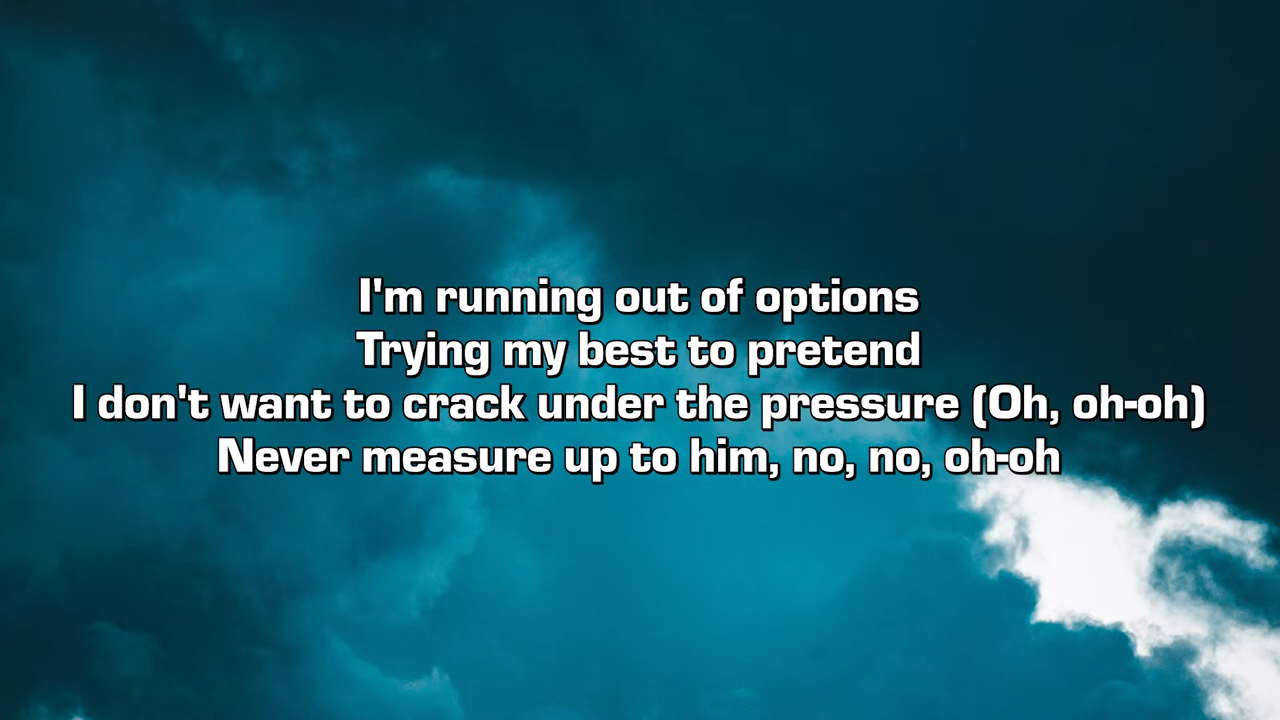 I'm running out of options
Trying my best to pretend
I don't want to crack under the pressure (Oh, oh-oh)
Never measure up to him, no, no, oh-oh